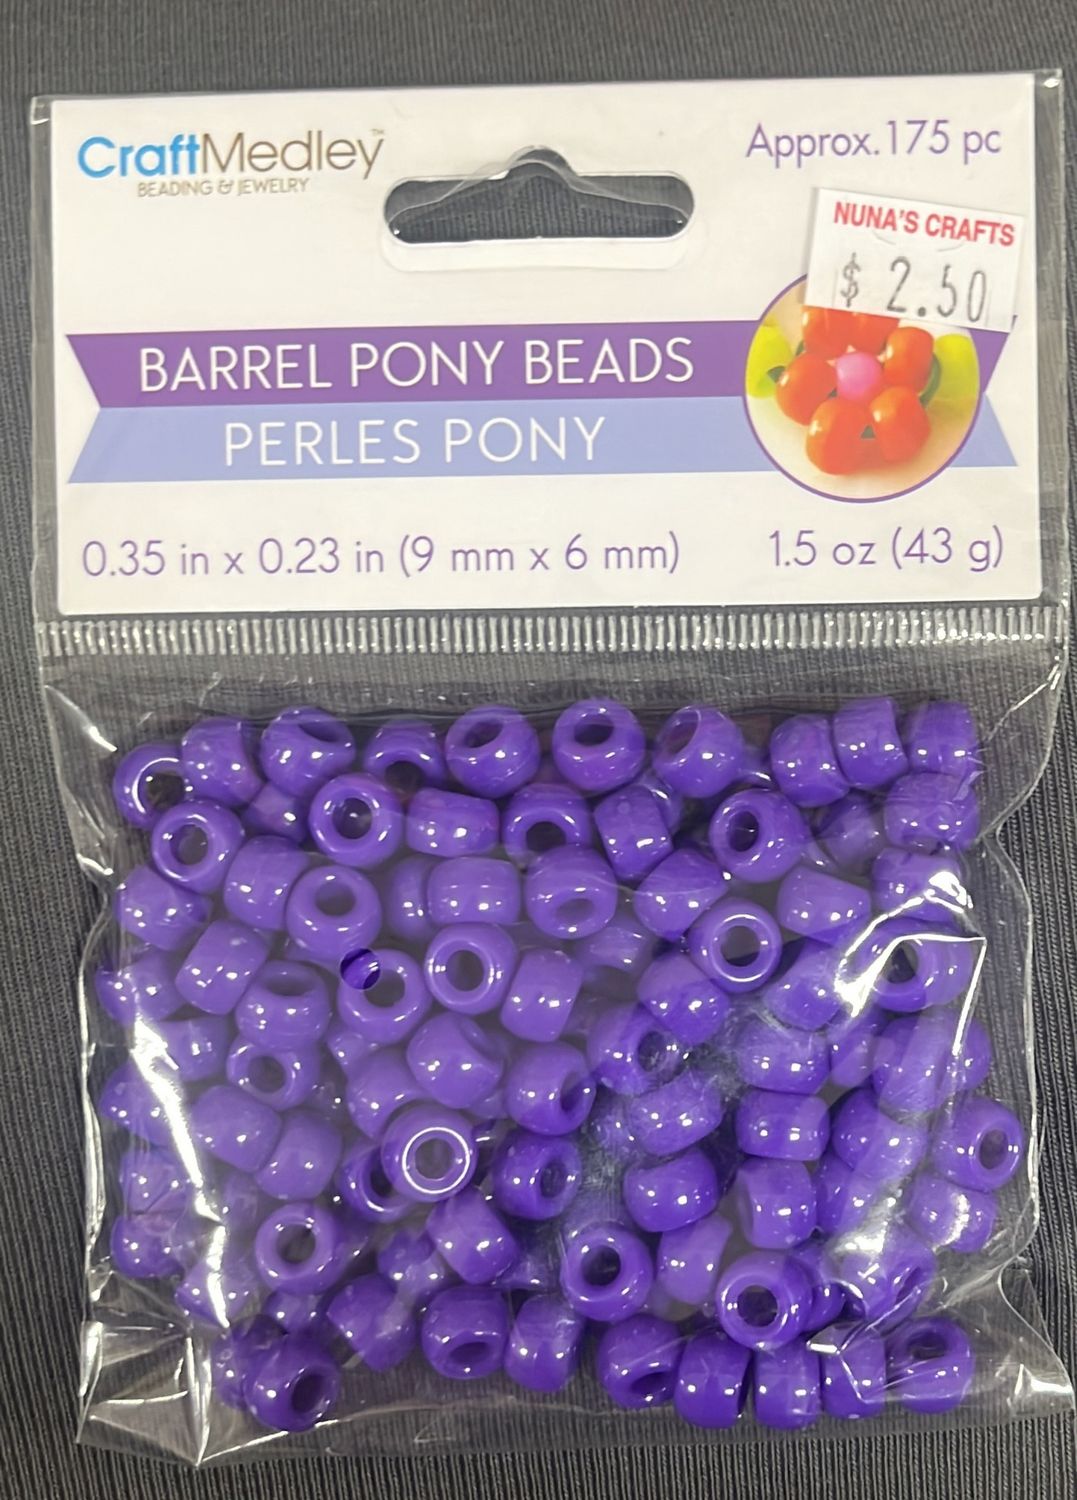 CraftMedley™
BEADING & JEWELRY
Approx. 175 pc
NUNA'S CRAFTS
$ 2.50
BARREL PONY BEADS
PERLES PONY
0.35 in x 0.23 in (9 mm x 6 mm)
1.5 oz (43 g)